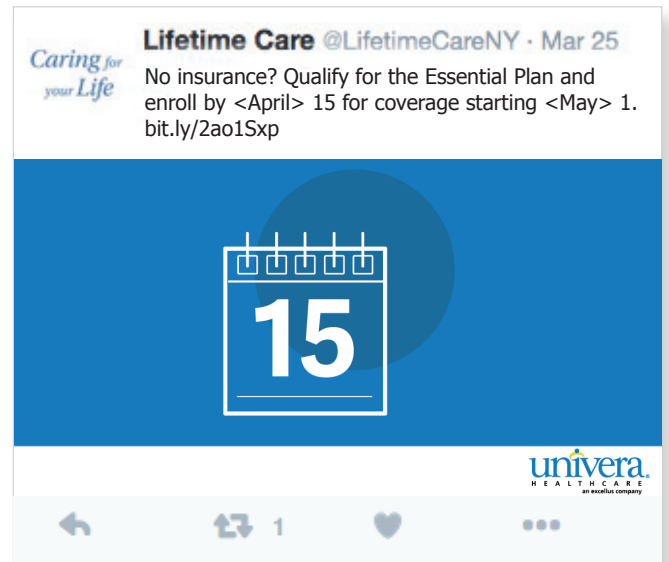 Caring for
your Life
Lifetime Care @LifetimeCareNY · Mar 25
No insurance? Qualify for the Essential Plan and
enroll by <April> 15 for coverage starting <May> 1.
bit.ly/2ao1Sxp
15
univera.
HEALTHCARE
an excellus company
1